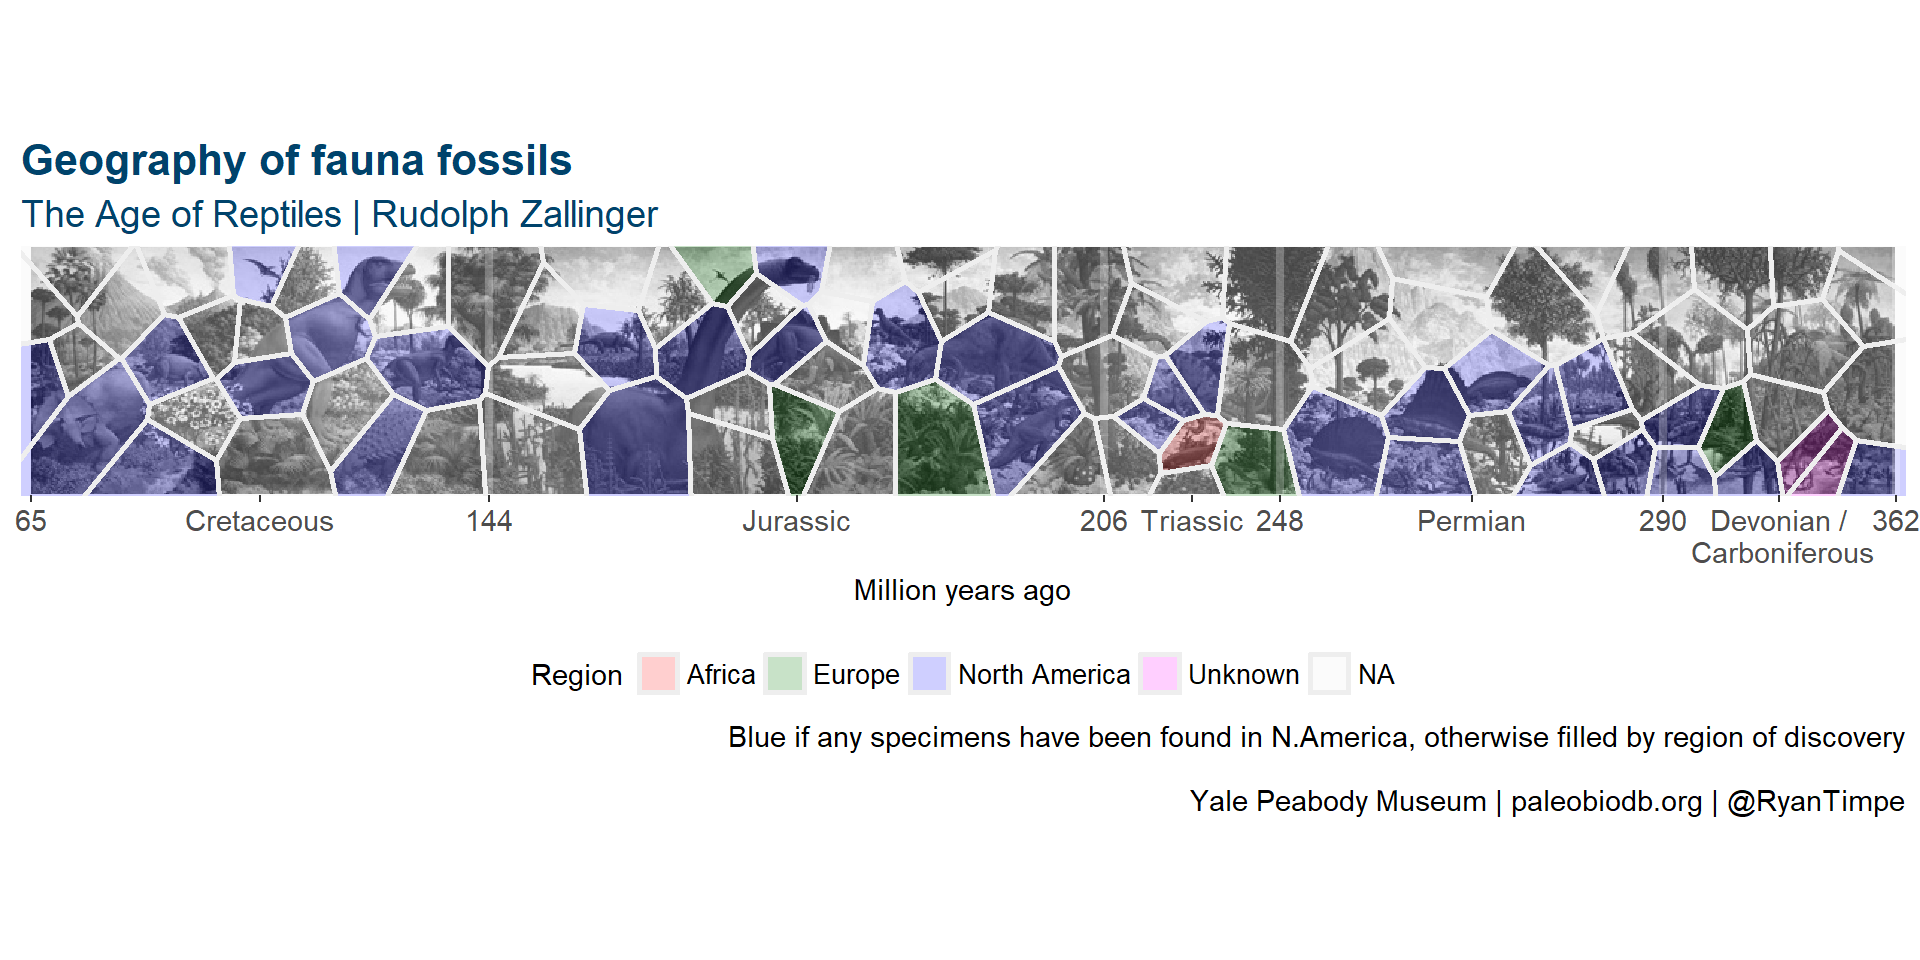 Geography of fauna fossils
The Age of Reptiles | Rudolph Zallinger
65 Cretaceous 144 Jurassic 206 Triassic 248 Permian 290 Devonian / 362
Carboniferous
Million years ago
Region Africa Europe North America Unknown NA
Blue if any specimens have been found in N.America, otherwise filled by region of discovery
Yale Peabody Museum | paleobiodb.org | @RyanTimpe